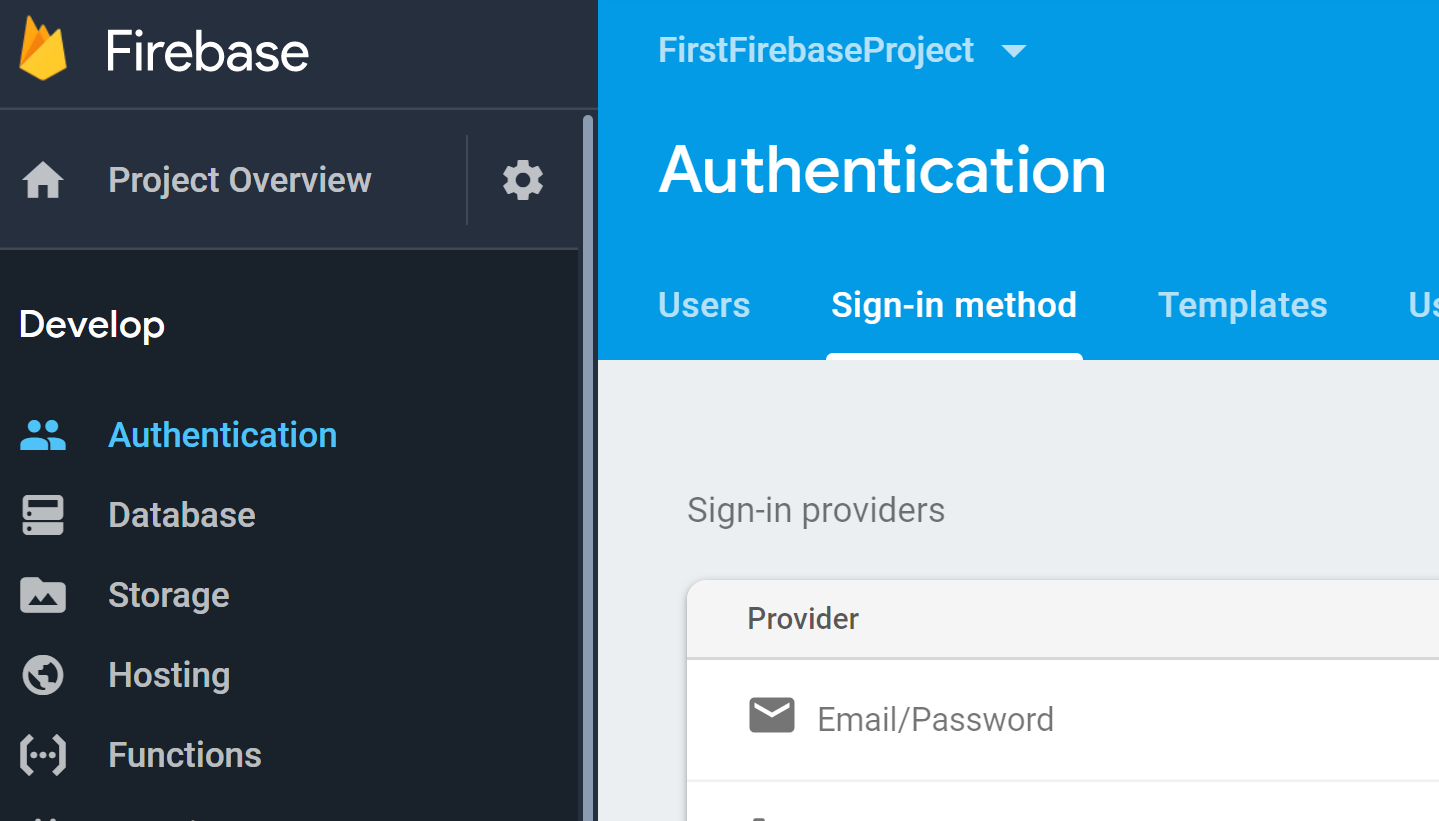 Firebase
Project Overview
Develop
Authentication
Database
Storage
Hosting
Functions
FirstFirebaseProject
Authentication
Users Sign-in method Templates
Sign-in providers
Provider
Email/Password